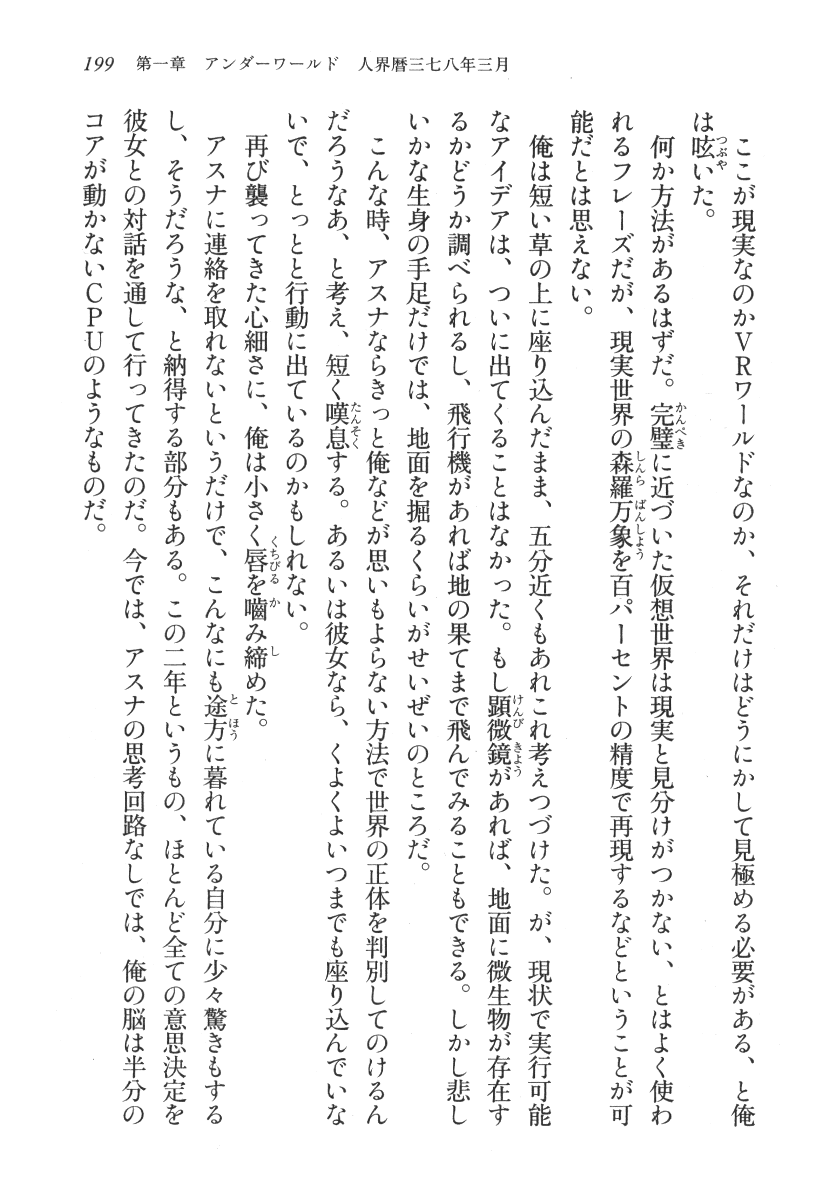 199　第一章　アンダーワールド　人界暦三七八年三月
　ここが現実なのかＶＲワールドなのか、それだけはどうにかして見極める必要がある、と俺
は呟いた。
　何か方法があるはずだ。完璧に近づいた仮想世界は現実と見分けがつかない、とはよく使わ
れるフレーズだが、現実世界の森羅万象を百パーセントの精度で再現するなどということが可
能だとは思えない。
　俺は短い草の上に座り込んだまま、五分近くもあれこれ考えつづけた。が、現状で実行可能
なアイデアは、ついに出てくることはなかった。もし顕微鏡があれば、地面に微生物が存在す
るかどうか調べられるし、飛行機があれば地の果てまで飛んでみることもできる。しかし悲し
いかな生身の手足だけでは、地面を掘るくらいがせいぜいのところだ。
　こんな時、アスナならきっと俺などが思いもよらない方法で世界の正体を判別してのけるん
だろうなあ、と考え、短く嘆息する。あるいは彼女なら、くよくよいつまでも座り込んでいな
いで、とっとと行動に出ているのかもしれない。
　再び襲ってきた心細さに、俺は小さく唇を嚙み締めた。
　アスナに連絡を取れないというだけで、こんなにも途方に暮れている自分に少々驚きもする
し、そうだろうな、と納得する部分もある。この二年というもの、ほとんど全ての意思決定を
彼女との対話を通して行ってきたのだ。今では、アスナの思考回路なしでは、俺の脳は半分の
コアが動かないＣＰＵのようなものだ。